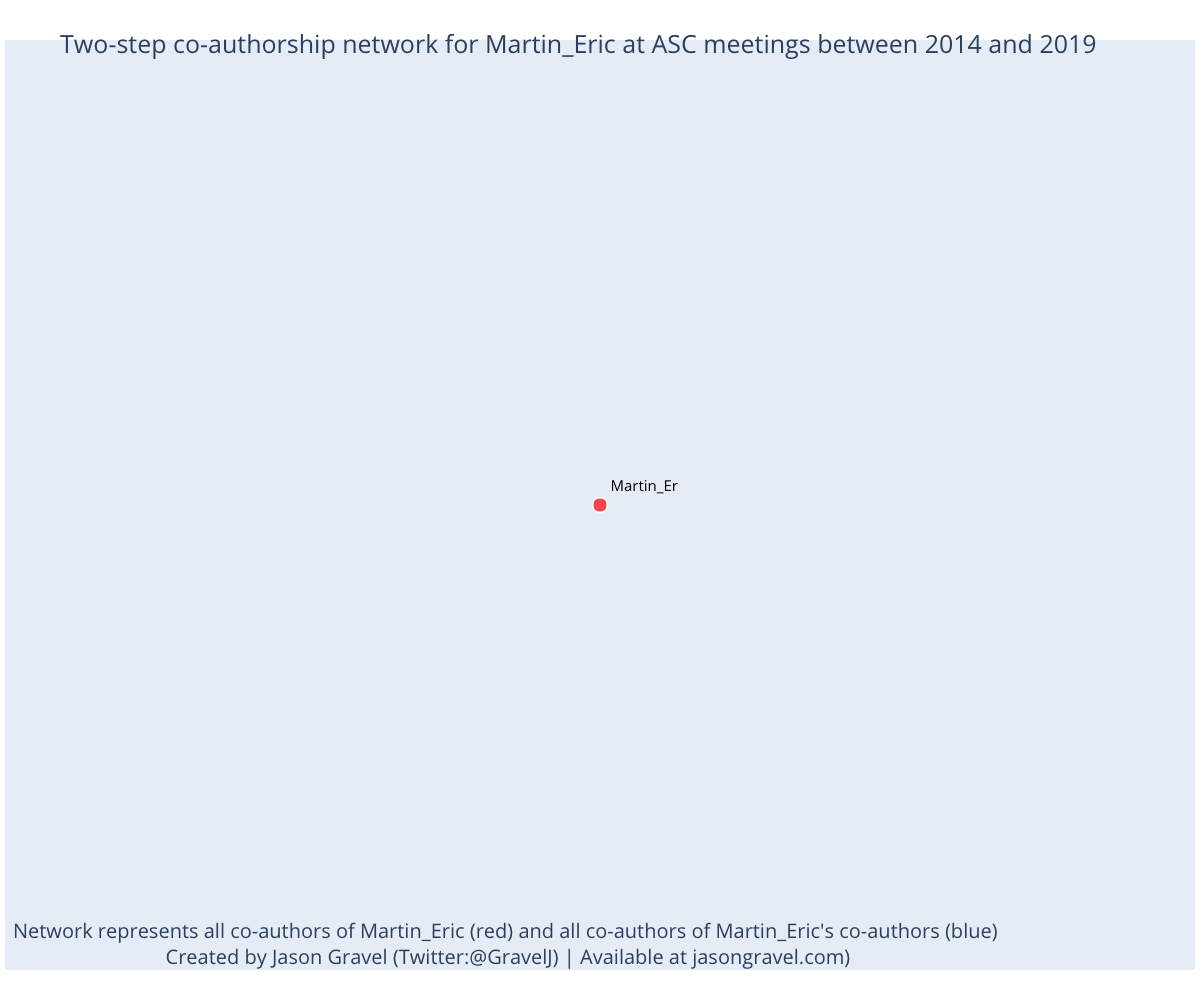 Two-step co-authorship network for Martin_Eric at ASC meetings between 2014 and 2019
Martin_Er
Network represents all co-authors of Martin_Eric (red) and all co-authors of Martin_Eric's co-authors (blue)
Created by Jason Gravel (Twitter:@GravelJ) | Available at jasongravel.com)